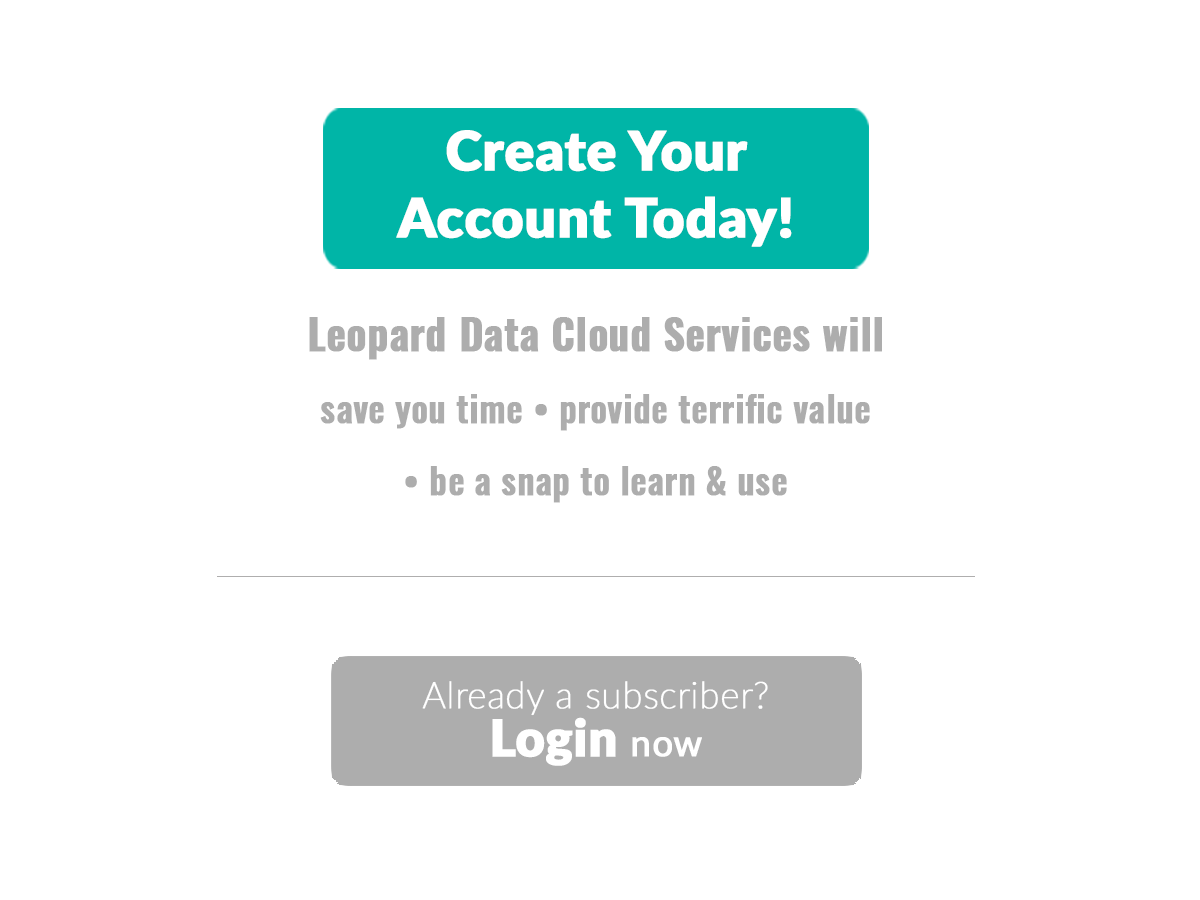 Create Your
Account Today!
Leopard Data Cloud Services will
save you time • provide terrific value
• be a snap to learn & use
Already a subscriber?
Login now